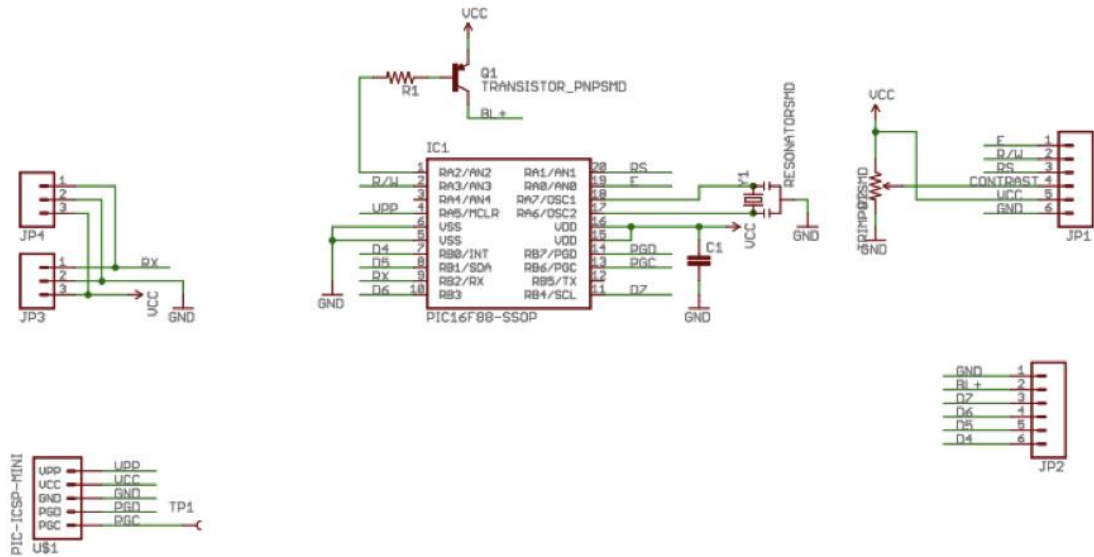 VCC
Q1
TRANSISTOR_PNPSMD
R1
BL+
IC1
1 RA2/AN2 RA1/AN1 20 RS
R/W 2 RA3/AN3 RA0/AN0 19 E
3 RA4/AN4 RA7/OSC1 18
VPP 4 RA5/MCLR RA6/OSC2 17
6 VSS VDD 16
5 VSS VDD 15
D4 7 RB0/INT RB7/PGD 14 PGD
D5 8 RB1/SDA RB6/PGC 13 PGC
RX 9 RB2/RX RB5/TX 12
D6 10 RB3 RB4/SCL 11 D7
PIC16F88-SSOP
GND
Y1
RESONATORSMD
GND
VCC
C1
GND
1
2
3
JP4
RX
1
2
3
JP3
VCC
GND
VCC
GND
E 1
R/W 2
RS 3
CONTRAST 4
VCC 5
GND 6
JP1
GND 1
BL+ 2
D7 3
D6 4
D5 5
D4 6
JP2
PIC-ICSP-MINI
VPP VPP
VCC VCC
GND GND
PGD PGD
PGC PGC
TP1
U$1